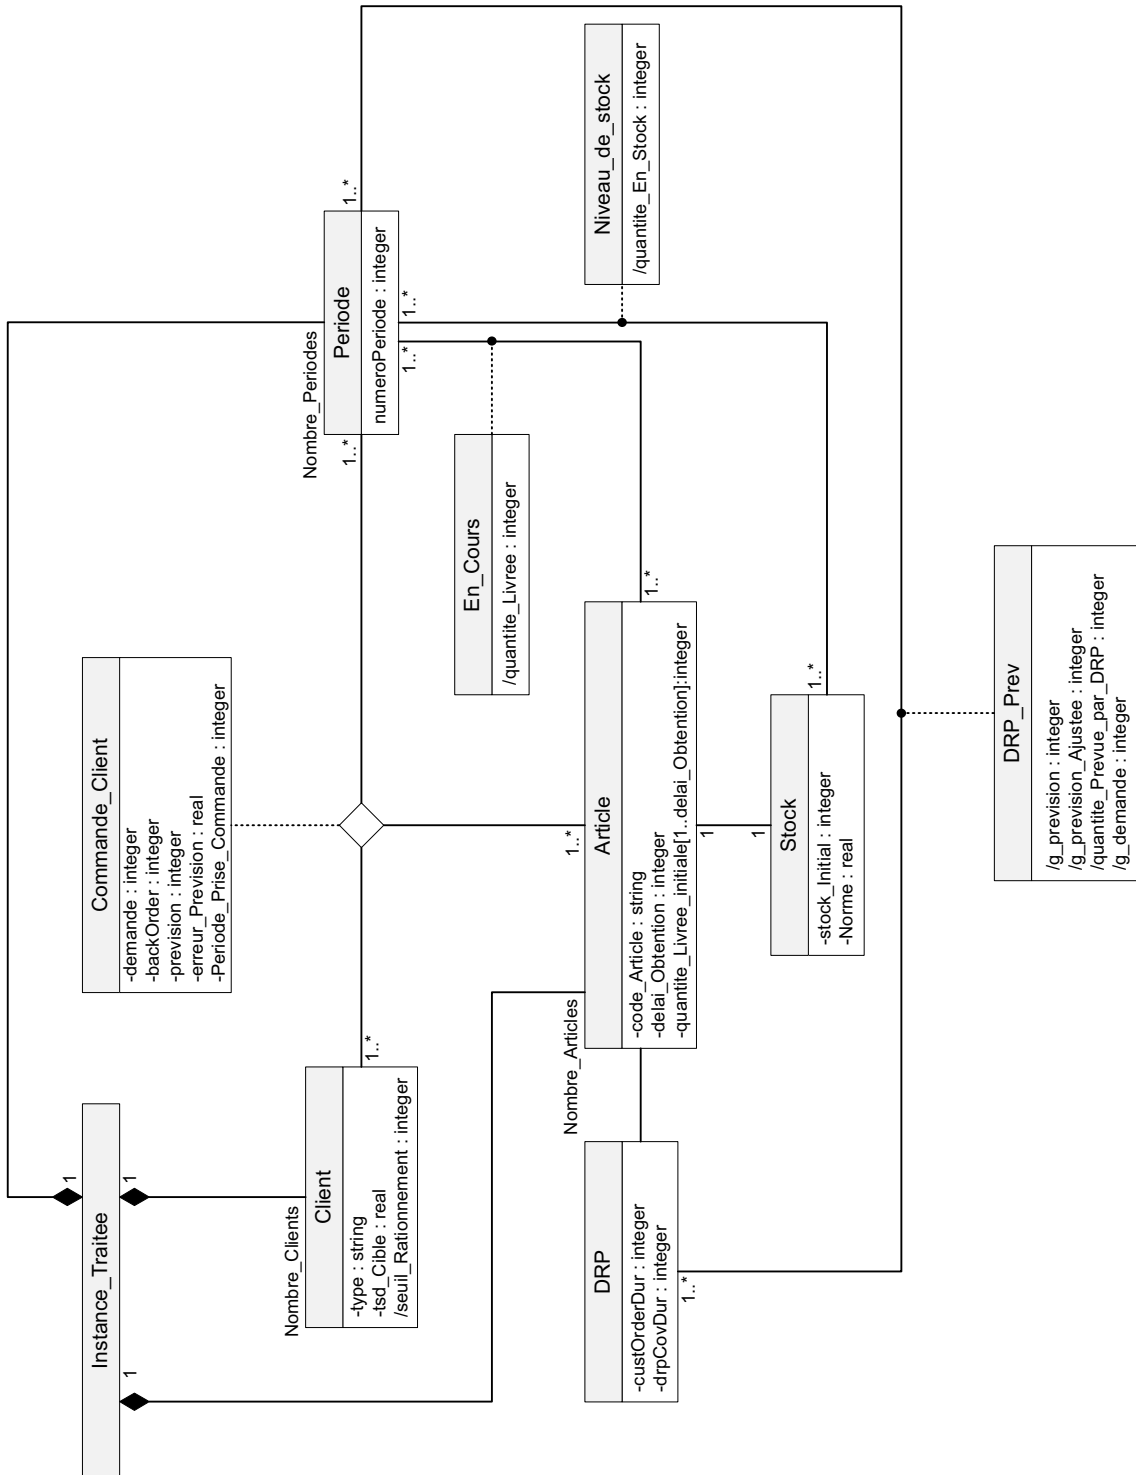 Instance_Traitee
1
1
1
Commande_Client
-demande : integer
-backOrder : integer
-prevision : integer
-erreur_Prevision : real
-Periode_Prise_Commande : integer
Nombre_Clients
Client
-type : string
-tsd_Cible : real
/seuil_Rationnement : integer
1..*
Nombre_Periodes
Periode
numeroPeriode : integer
1..*
1..*
1..*
1..*
En_Cours
/quantite_Livree : integer
Niveau_de_stock
/quantite_En_Stock : integer
DRP
-custOrderDur : integer
-drpCovDur : integer
1..*
Nombre_Articles
1..*
Article
-code_Article : string
-delai_Obtention : integer
-quantite_Livree_initiale[1..delai_Obtention]:integer
1..*
1
1
Stock
-stock_Initial : integer
-Norme : real
1..*
DRP_Prev
/g_prevision : integer
/g_prevision_Ajustee : integer
/quantite_Prevue_par_DRP : integer
/g_demande : integer